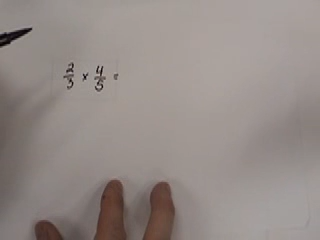 2/3 × 4/5 =